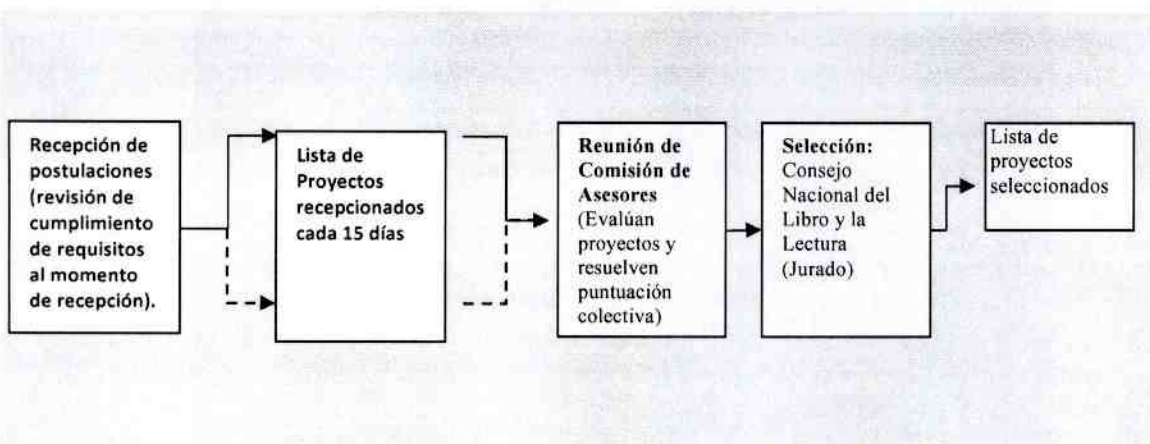 Recepción de
postulaciones
(revisión de
cumplimiento
de requisitos
al momento
de recepción).
Lista de
Proyectos
recepcionados
cada 15 días
Reunión de
Comisión de
Asesores
(Evalúan
proyectos y
resuelven
puntuación
colectiva)
Selección:
Consejo
Nacional del
Libro y la
Lectura
(Jurado)
Lista de
proyectos
seleccionados